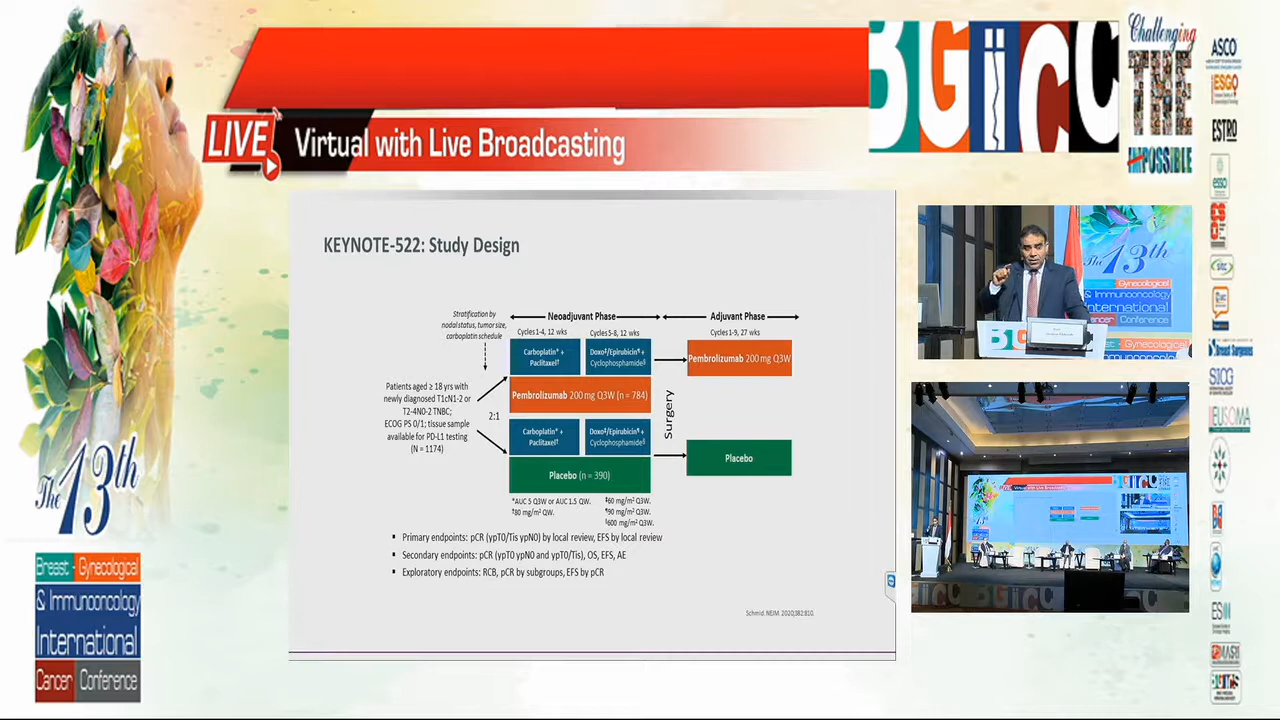 LIVE
Virtual with Live Broadcasting
BGICC
Challenging
THE
IMPOSSIBLE
ASCO
ESGO
ESTRO
KEYNOTE-522: Study Design
Stratification by
nodal status, tumor size,
carboplatin schedule
Neoadjuvant Phase
Adjuvant Phase
Cycles 1-4, 12 wks
Cycles 5-8, 12 wks
Cycles 1-9, 27 wks
Carboplatin* +
Paclitaxel†
Doxo‡/Epirubicin¶ +
Cyclophosphamide§
Pembrolizumab 200 mg Q3W
Pembrolizumab 200 mg Q3W (n = 784)
Patients aged ≥ 18 yrs with
newly diagnosed T1cN1-2 or
T2-4N0-2 TNBC;
ECOG PS 0/1; tissue sample
available for PD-L1 testing
(N = 1174)
2:1
Surgery
Carboplatin* +
Paclitaxel†
Doxo‡/Epirubicin¶ +
Cyclophosphamide§
Placebo (n = 390)
Placebo
*AUC 5 Q3W or AUC 1.5 QW.
†80 mg/m² QW.
‡60 mg/m² Q3W.
¶90 mg/m² Q3W.
§600 mg/m² Q3W.
▪ Primary endpoints: pCR (ypT0/Tis ypN0) by local review, EFS by local review
▪ Secondary endpoints: pCR (ypT0 ypN0 and ypT0/Tis), OS, EFS, AE
▪ Exploratory endpoints: RCB, pCR by subgroups, EFS by pCR
Schmid. NEJM. 2020;382:810.
The 13th
Breast - Gynecological
& Immunooncology
International
Cancer Conference
The 13th
Gynecological
& Immunooncology
International
Cancer Conference
EUSOMA